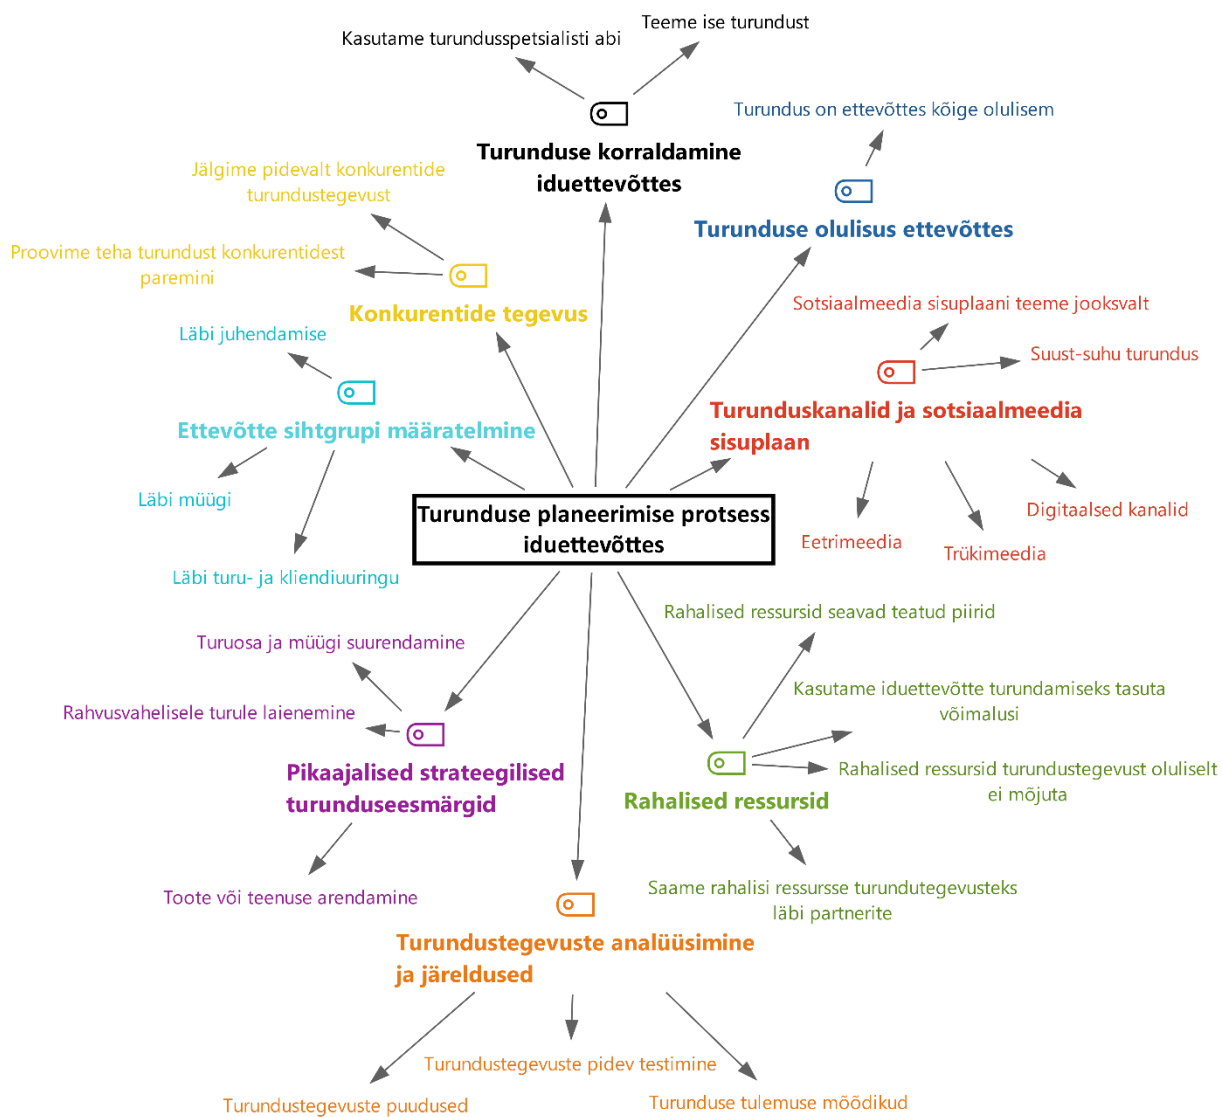 Teeme ise turundust
Kasutame turundusspetsialisti abi
Turunduse korraldamine
iduettevõttes
Turundus on ettevõttes kõige olulisem
Turunduse olulisus ettevõttes
Jälgime pidevalt konkurentide
turundustegevust
Proovime teha turundust konkurentidest
paremini
Konkurentide tegevus
Sotsiaalmeedia sisuplaani teeme jooksvalt
Suust-suhu turundus
Turunduskanalid ja sotsiaalmeedia
sisuplaan
Digitaalsed kanalid
Eetrimeedia
Trükimeedia
Läbi juhendamise
Ettevõtte sihtgrupi määratelmine
Läbi müügi
Läbi turu- ja kliendiuuringu
Turunduse planeerimise protsess
iduettevõttes
Turuosa ja müügi suurendamine
Rahvusvahelisele turule laienemine
Pikaajalised strateegilised
turunduseesmärgid
Toote või teenuse arendamine
Rahalised ressursid seavad teatud piirid
Kasutame iduettevõtte turundamiseks tasuta
võimalusi
Rahalised ressursid turundustegevust oluliselt
ei mõjuta
Rahalised ressursid
Saame rahalisi ressursse turundutegevusteks
läbi partnerite
Turundustegevuste analüüsimine
ja järeldused
Turundustegevuste pidev testimine
Turundustegevuste puudused
Turunduse tulemuse mõõdikud